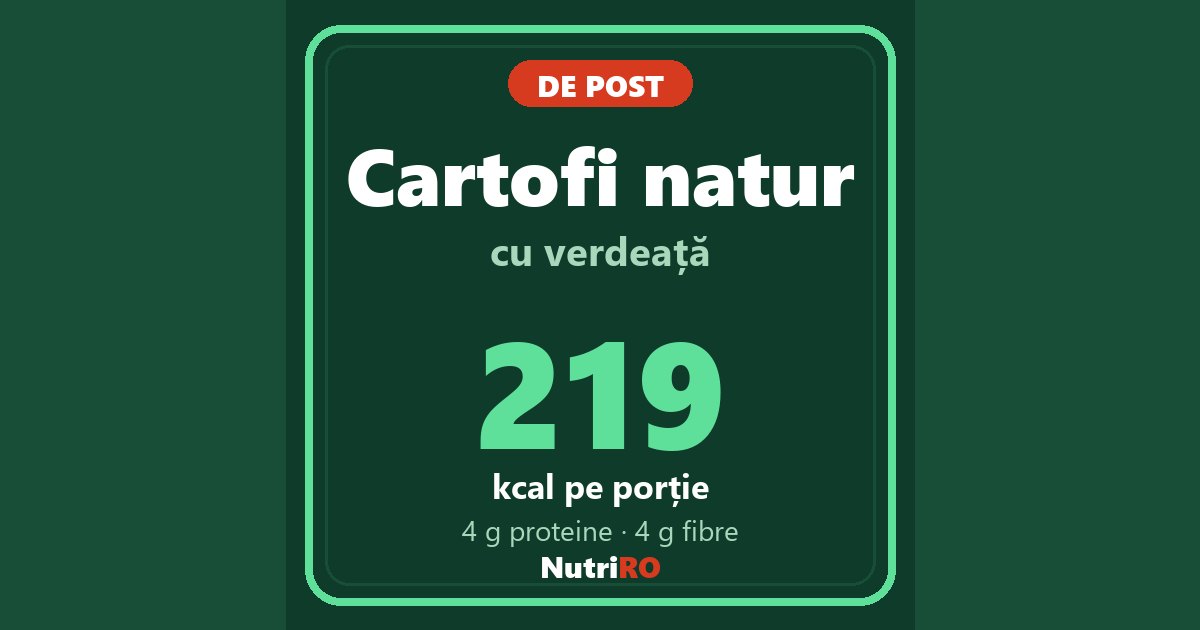 DE POST
Cartofi natur
cu verdeață
219
kcal pe porție
4 g proteine · 4 g fibre
NutriRO